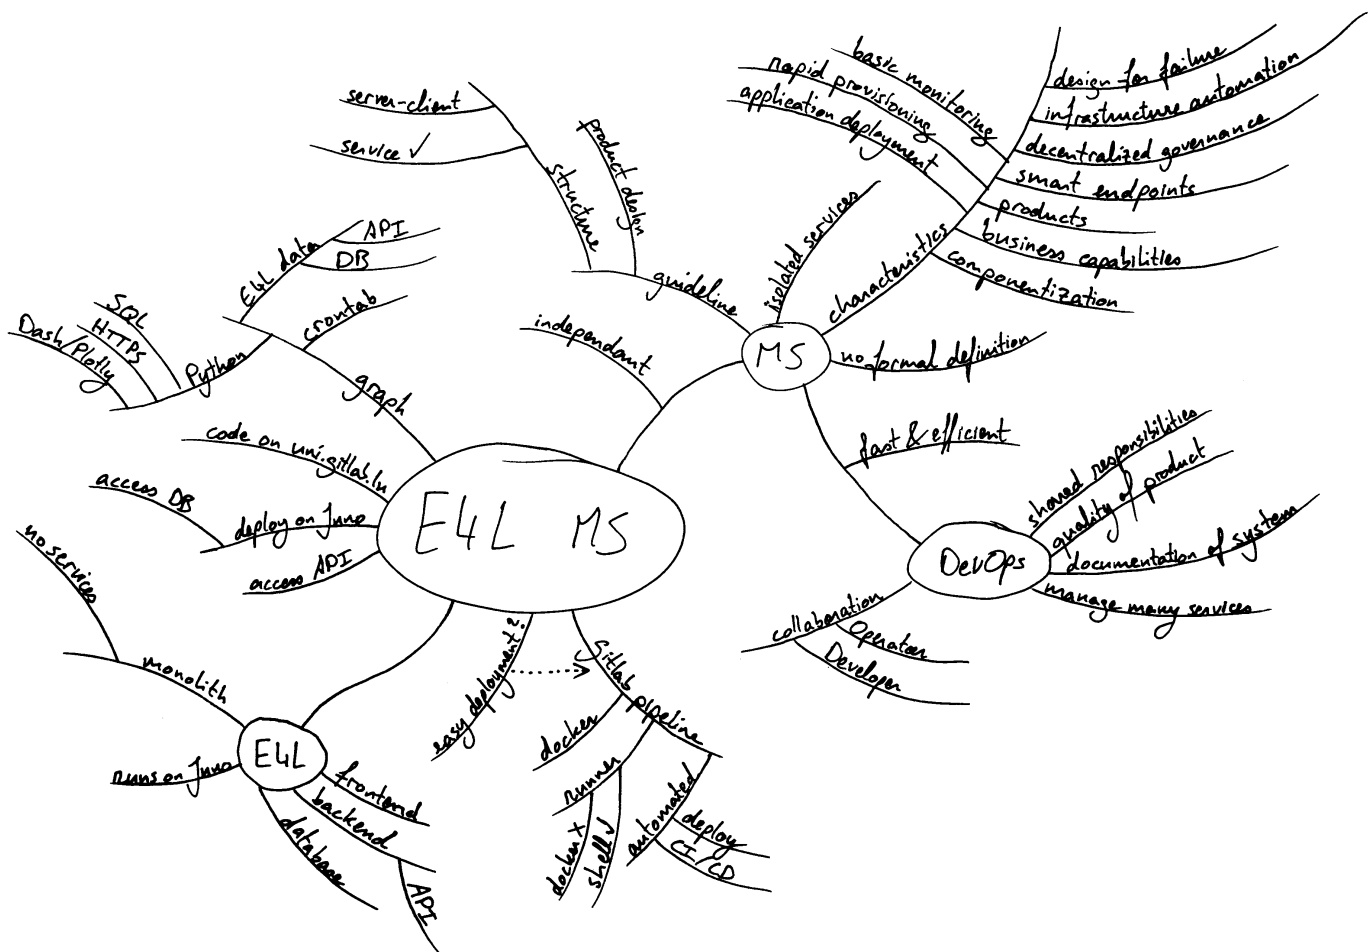 E4L MS
independant
MS
guideline
structure
server-client
service ✓
product design
isolated services
characteristics
basic monitoring
rapid provisioning
application deployment
design for failure
infrastructure automation
decentralized governance
smart endpoints
products
business capabilities
componentization
no formal definition
fast & efficient
DevOps
shared responsibilities
quality of product
documentation of system
manage many services
collaboration
Operator
Developer
graph
crontab
E4L data
API
DB
Python
SQL
HTTPS
Dash/Plotly
code on uni.gitlab.ln
deploy on Juno
access DB
access API
E4L
monolith
no services
runs on Juno
frontend
backend
API
database
easy deployment?
Gitlab pipeline
docker
runner
docker +
shell ✓
automated
deploy
CI/CD